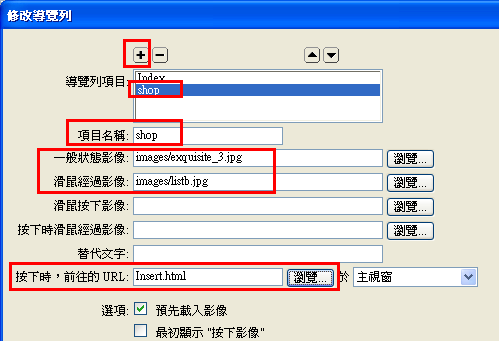 修改導覽列
導覽列項目:
Index
shop
項目名稱: shop
一般狀態影像: images/exquisite_3.jpg 瀏覽...
滑鼠經過影像: images/listb.jpg 瀏覽...
滑鼠按下影像: 瀏覽...
按下時滑鼠經過影像: 瀏覽...
替代文字:
按下時，前往的 URL: Insert.html 瀏覽... 於 主視窗
選項: 預先載入影像
最初顯示 "按下影像"